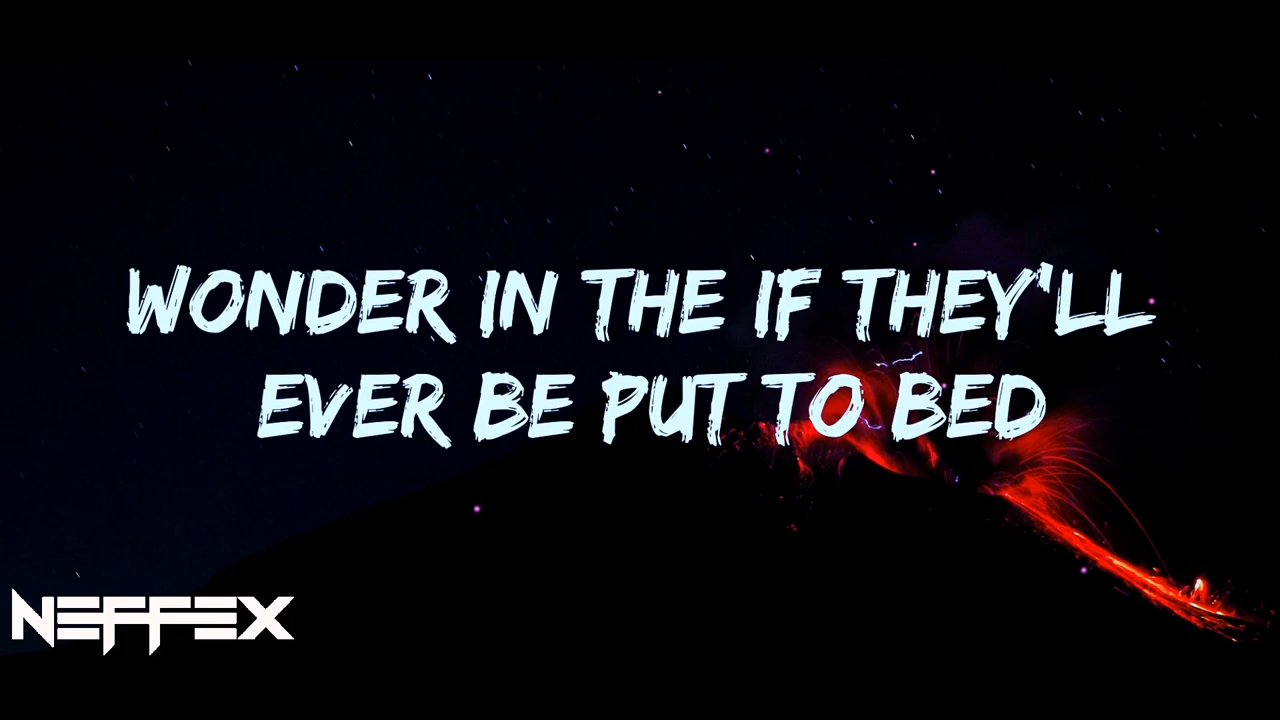 WONDER IN THE IF THEY'LL
EVER BE PUT TO BED
NEFFEX